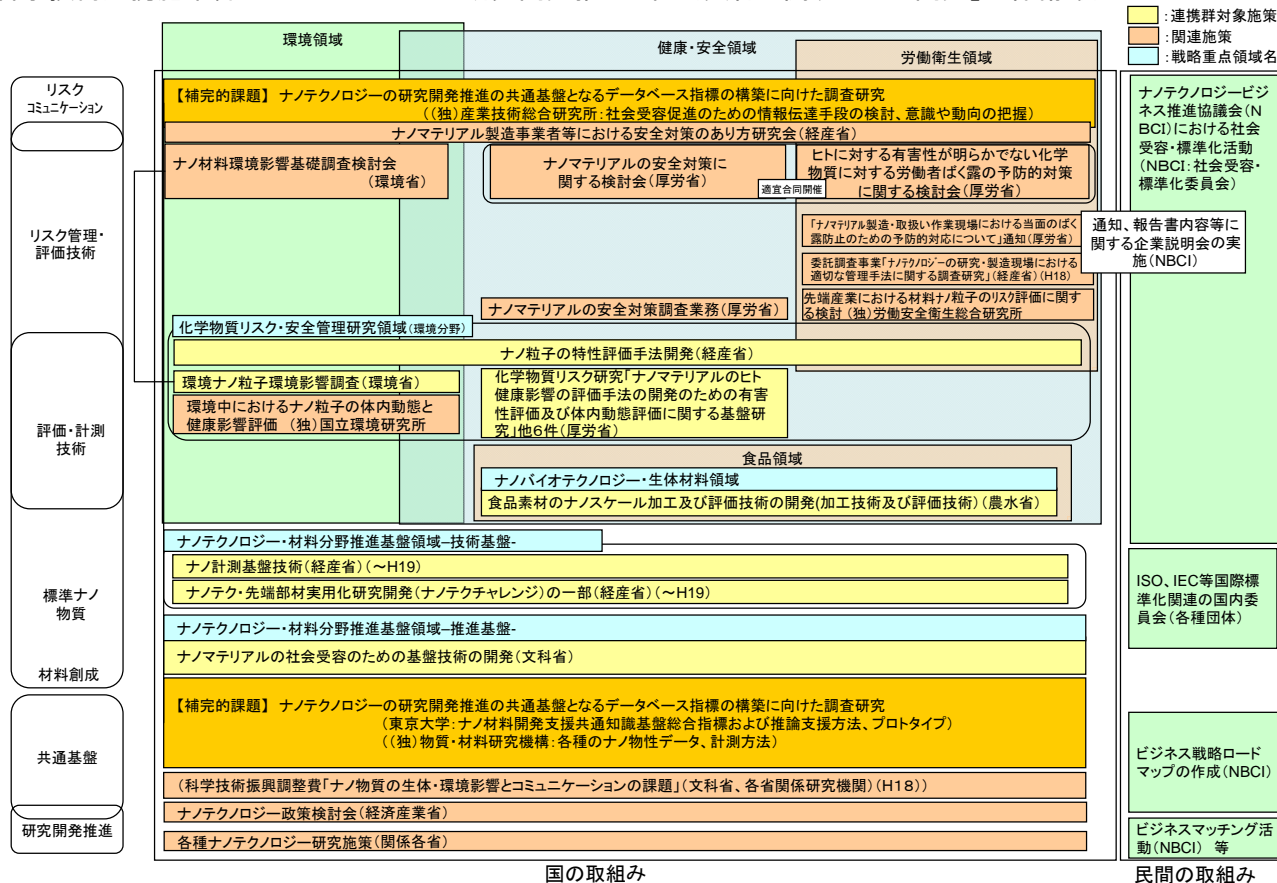 :連携群対象施策
:関連施策
:戦略重点領域名
環境領域
健康・安全領域
労働衛生領域
リスク
コミュニケーション
リスク管理・
評価技術
評価・計測
技術
標準ナノ
物質
材料創成
共通基盤
研究開発推進
【補完的課題】 ナノテクノロジーの研究開発推進の共通基盤となるデータベース指標の構築に向けた調査研究
((独)産業技術総合研究所:社会受容促進のための情報伝達手段の検討、意識や動向の把握)
ナノマテリアル製造事業者等における安全対策のあり方研究会(経産省)
ナノ材料環境影響基礎調査検討会
(環境省)
ナノマテリアルの安全対策に
関する検討会(厚労省)
適宜合同開催
ヒトに対する有害性が明らかでない化学
物質に対する労働者ばく露の予防的対策
に関する検討会(厚労省)
「ナノマテリアル製造・取扱い作業現場における当面のばく
露防止のための予防的対応について」通知(厚労省)
委託調査事業「ナノテクノロジーの研究・製造現場における
適切な管理手法に関する調査研究」(経産省)(H18)
ナノマテリアルの安全対策調査業務(厚労省)
先端産業における材料ナノ粒子のリスク評価に関す
る検討 (独)労働安全衛生総合研究所
化学物質リスク・安全管理研究領域(環境分野)
ナノ粒子の特性評価手法開発(経産省)
環境ナノ粒子環境影響調査(環境省)
環境中におけるナノ粒子の体内動態と
健康影響評価 (独)国立環境研究所
化学物質リスク研究「ナノマテリアルのヒト
健康影響の評価手法の開発のための有害
性評価及び体内動態評価に関する基盤研
究」他6件(厚労省)
食品領域
ナノバイオテクノロジー・生体材料領域
食品素材のナノスケール加工及び評価技術の開発(加工技術及び評価技術)(農水省)
ナノテクノロジー・材料分野推進基盤領域–技術基盤-
ナノ計測基盤技術(経産省)(~H19)
ナノテク・先端部材実用化研究開発(ナノテクチャレンジ)の一部(経産省)(~H19)
ナノテクノロジー・材料分野推進基盤領域–推進基盤-
ナノマテリアルの社会受容のための基盤技術の開発(文科省)
【補完的課題】 ナノテクノロジーの研究開発推進の共通基盤となるデータベース指標の構築に向けた調査研究
(東京大学:ナノ材料開発支援共通知識基盤総合指標および推論支援方法、プロトタイプ)
((独)物質・材料研究機構:各種のナノ物性データ、計測方法)
(科学技術振興調整費「ナノ物質の生体・環境影響とコミュニケーションの課題」(文科省、各省関係研究機関)(H18))
ナノテクノロジー政策検討会(経済産業省)
各種ナノテクノロジー研究施策(関係各省)
国の取組み
ナノテクノロジービジ
ネス推進協議会(N
BCI)における社会
受容・標準化活動
(NBCI:社会受容・
標準化委員会)
通知、報告書内容等に
関する企業説明会の実
施(NBCI)
ISO、IEC等国際標
準化関連の国内委
員会(各種団体)
ビジネス戦略ロード
マップの作成(NBCI)
ビジネスマッチング活
動(NBCI) 等
民間の取組み